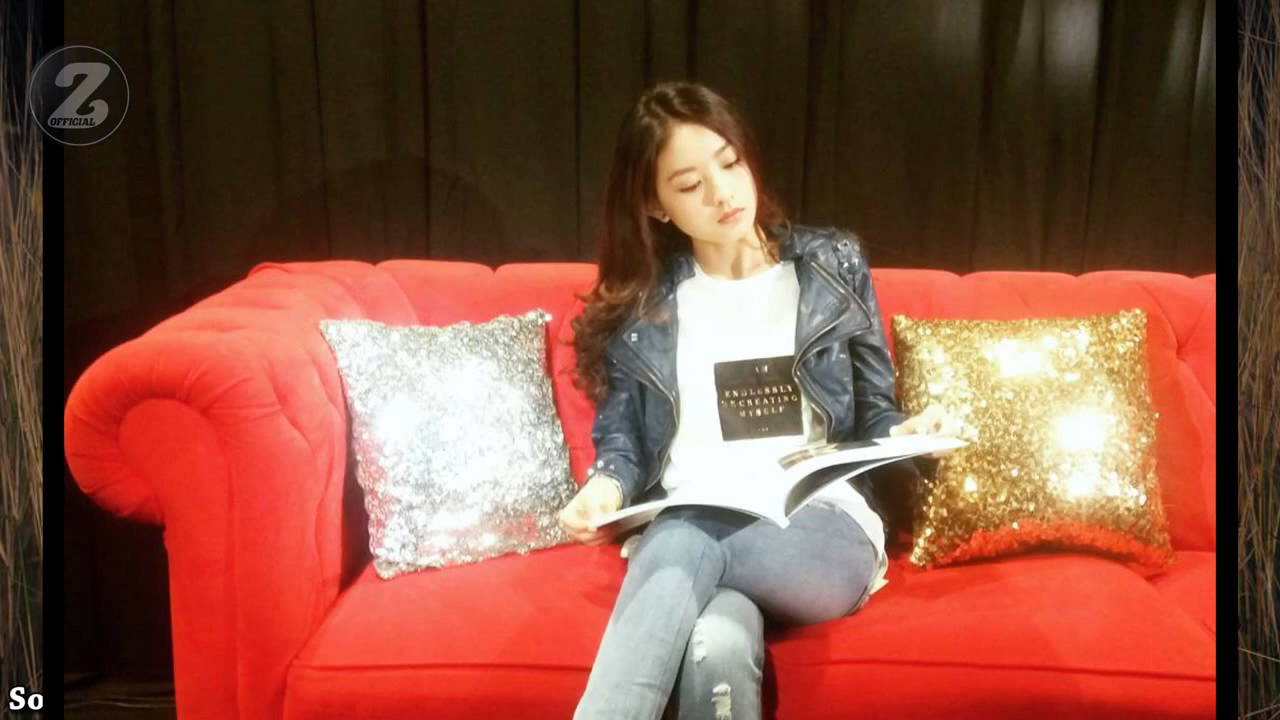 Z
OFFICIAL
ENDLESSLY
RECREATING
MYSELF
So